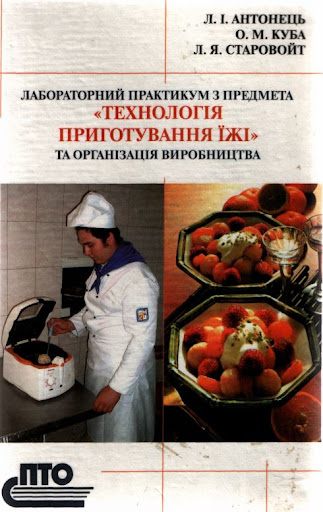 Л. І. АНТОНЕЦЬ
О. М. КУБА
Л. Я. СТАРОВОЙТ
ЛАБОРАТОРНИЙ ПРАКТИКУМ З ПРЕДМЕТА
«ТЕХНОЛОГІЯ
ПРИГОТУВАННЯ ЇЖІ»
ТА ОРГАНІЗАЦІЯ ВИРОБНИЦТВА
ПТО